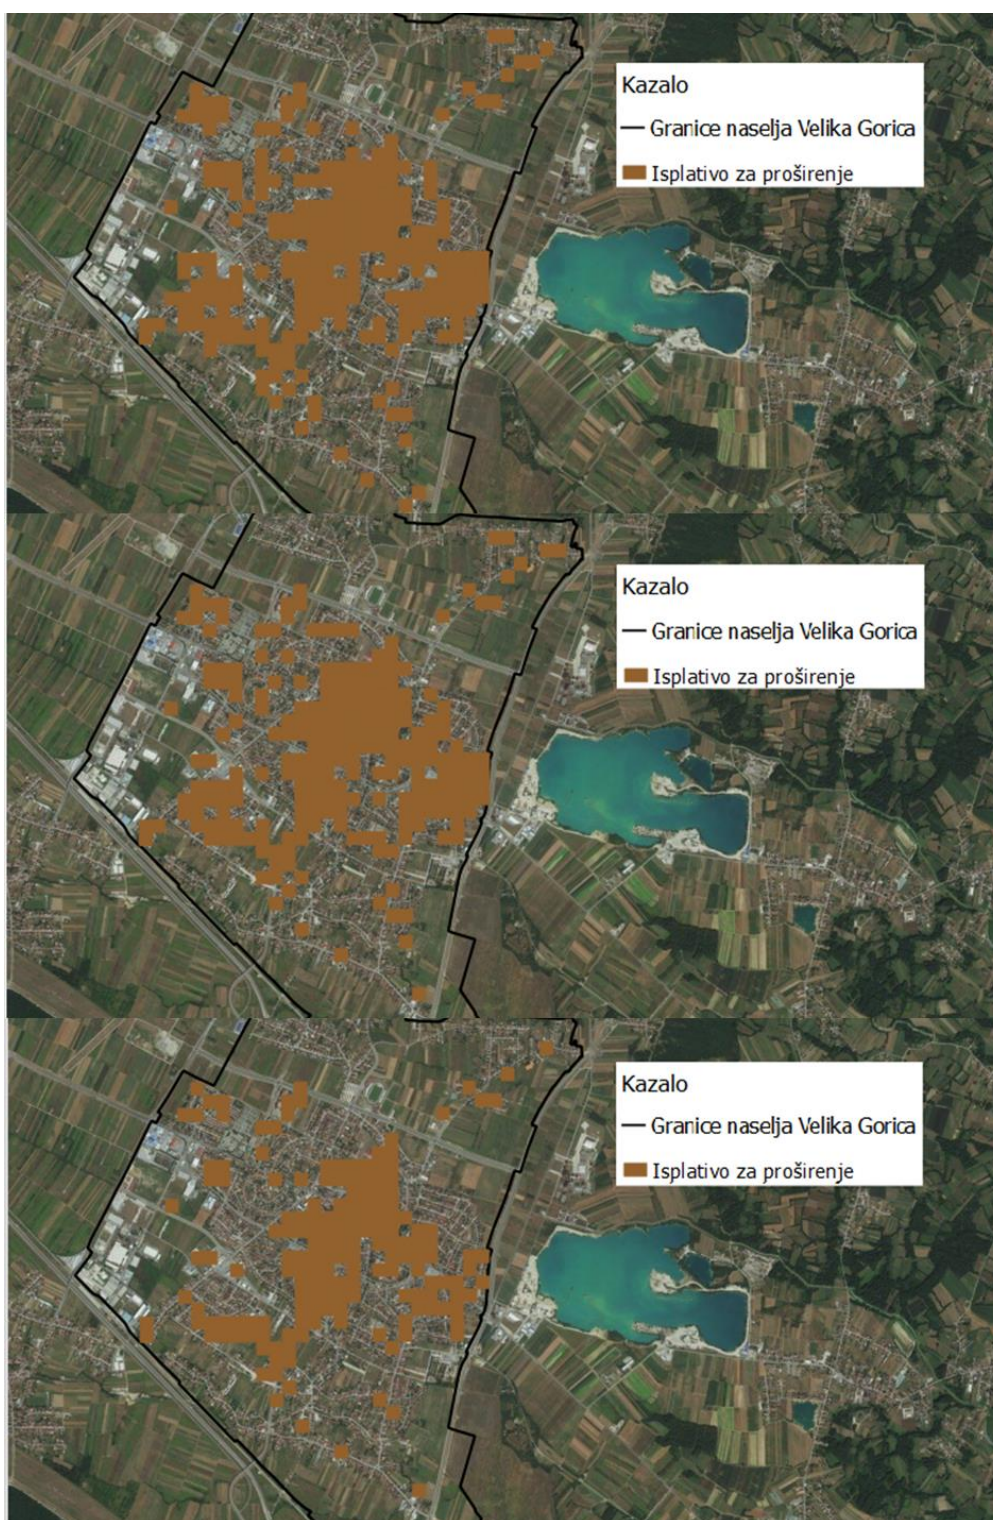 Kazalo
Granice naselja Velika Gorica
Isplativo za proširenje
Kazalo
Granice naselja Velika Gorica
Isplativo za proširenje
Kazalo
Granice naselja Velika Gorica
Isplativo za proširenje